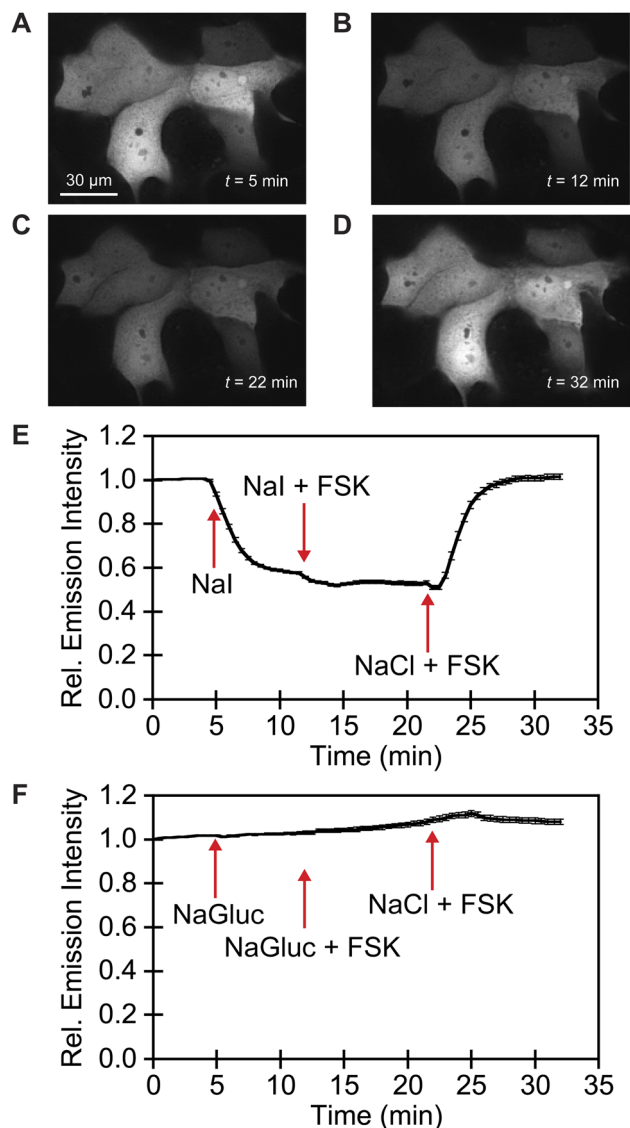 A
B
30 µm
t = 5 min
t = 12 min
C
D
t = 22 min
t = 32 min
E
Rel. Emission Intensity
1.2
1.0
0.8
0.6
0.4
0.2
0.0
NaI
NaI + FSK
NaCl + FSK
0 5 10 15 20 25 30 35
Time (min)
F
Rel. Emission Intensity
1.2
1.0
0.8
0.6
0.4
0.2
0.0
NaGluc
NaGluc + FSK
NaCl + FSK
0 5 10 15 20 25 30 35
Time (min)